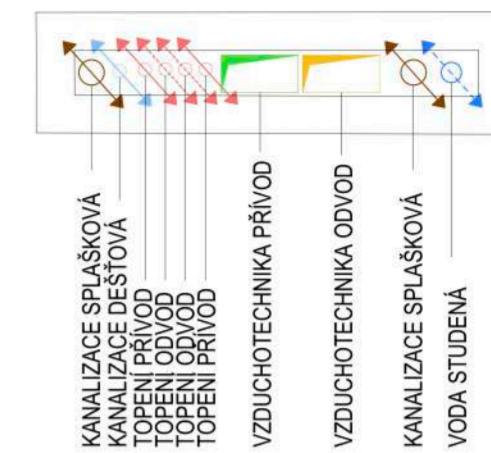 KANALIZACE SPLAŠKOVÁ
KANALIZACE DEŠŤOVÁ
TOPENÍ PŘÍVOD
TOPENÍ ODVOD
TOPENÍ ODVOD
TOPENÍ PŘÍVOD
VZDUCHOTECHNIKA PŘÍVOD
VZDUCHOTECHNIKA ODVOD
KANALIZACE SPLAŠKOVÁ
VODA STUDENÁ